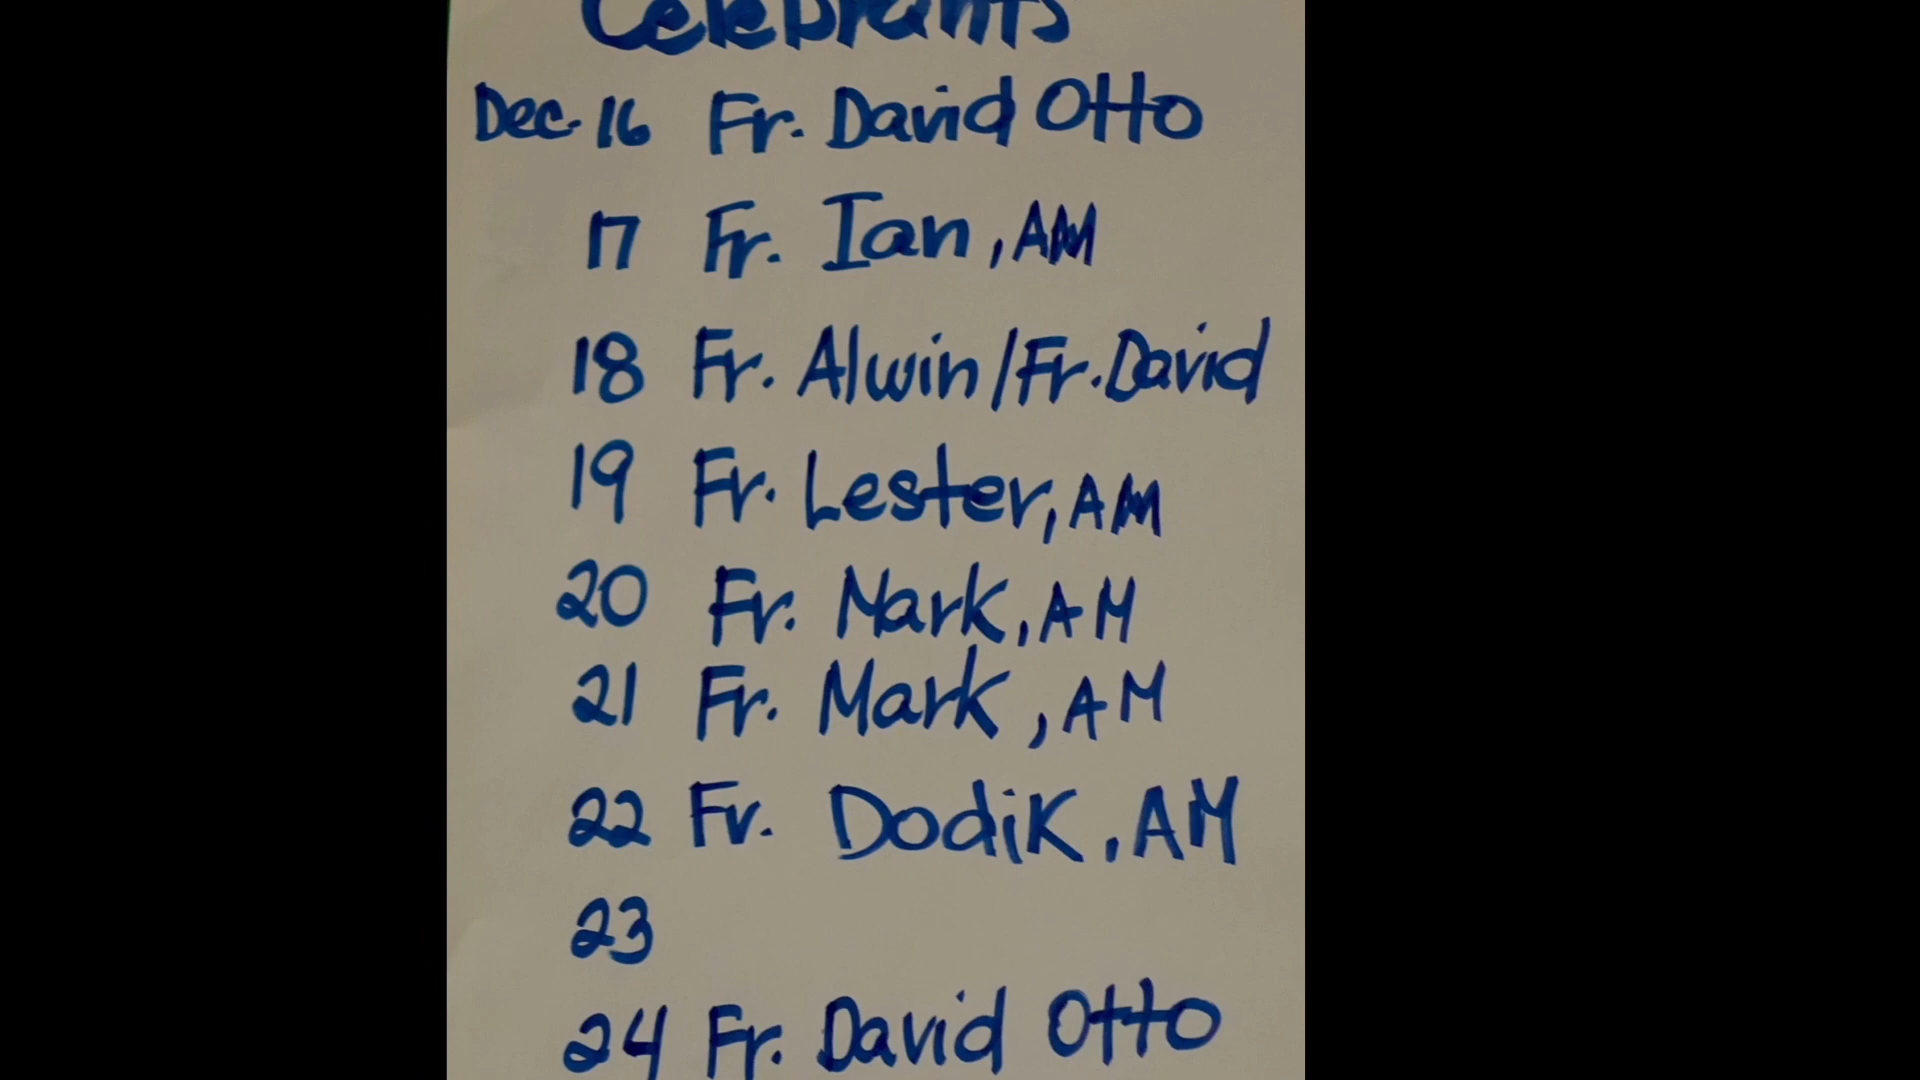 Celebrants
Dec. 16 Fr. David Otto
17 Fr. Ian, AM
18 Fr. Alwin/Fr. David
19 Fr. Lester, AM
20 Fr. Mark, AM
21 Fr. Mark, AM
22 Fr. Dodik, AM
23
24 Fr. David Otto